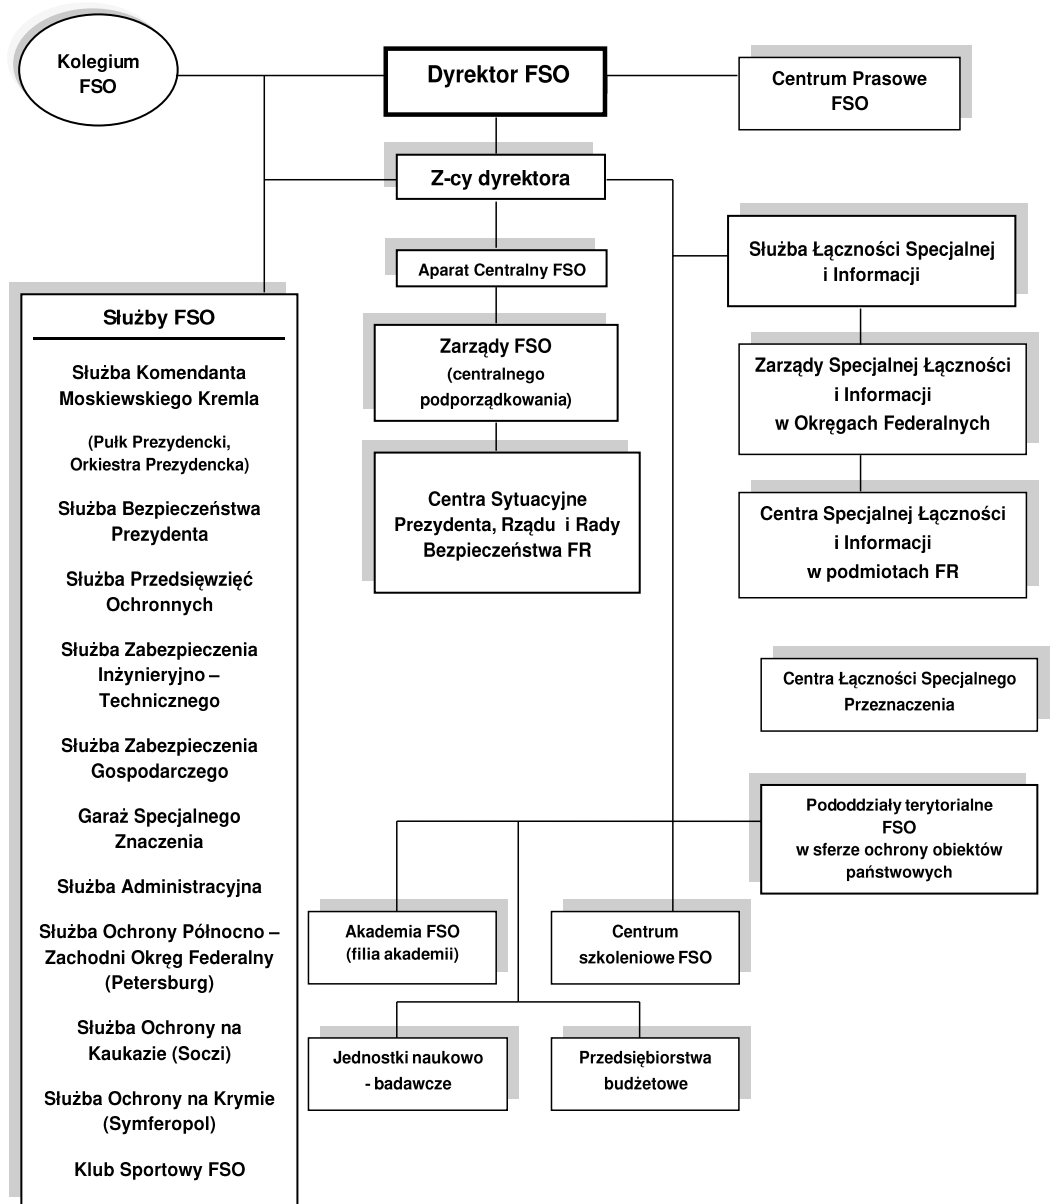 Kolegium
FSO
Dyrektor FSO
Centrum Prasowe
FSO
Z-cy dyrektora
Aparat Centralny FSO
Zarządy FSO
(centralnego
podporządkowania)
Centra Sytuacyjne
Prezydenta, Rządu i Rady
Bezpieczeństwa FR
Służba Łączności Specjalnej
i Informacji
Zarządy Specjalnej Łączności
i Informacji
w Okręgach Federalnych
Centra Specjalnej Łączności
i Informacji
w podmiotach FR
Centra Łączności Specjalnego
Przeznaczenia
Pododdziały terytorialne
FSO
w sferze ochrony obiektów
państwowych
Służby FSO
Służba Komendanta
Moskiewskiego Kremla
(Pułk Prezydencki,
Orkiestra Prezydencka)
Służba Bezpieczeństwa
Prezydenta
Służba Przedsięwzięć
Ochronnych
Służba Zabezpieczenia
Inżynieryjno –
Technicznego
Służba Zabezpieczenia
Gospodarczego
Garaż Specjalnego
Znaczenia
Służba Administracyjna
Służba Ochrony Północno –
Zachodni Okręg Federalny
(Petersburg)
Służba Ochrony na
Kaukazie (Soczi)
Służba Ochrony na Krymie
(Symferopol)
Klub Sportowy FSO
Akademia FSO
(filia akademii)
Centrum
szkoleniowe FSO
Jednostki naukowo
- badawcze
Przedsiębiorstwa
budżetowe